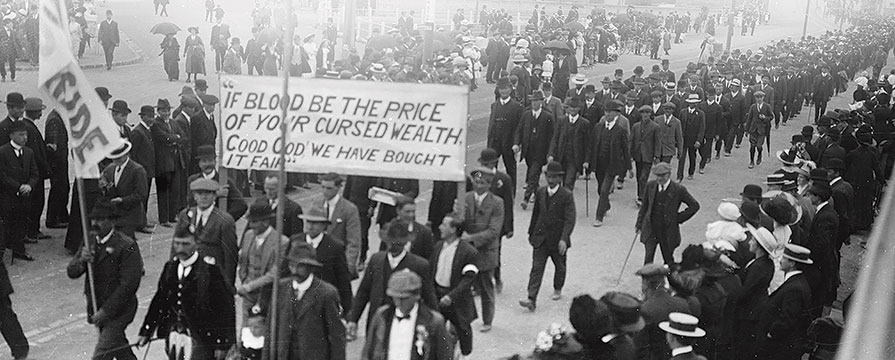 RIDE
"IF BLOOD BE THE PRICE
OF YOUR CURSED WEALTH,
GOOD GOD WE HAVE BOUGHT
IT FAIR"